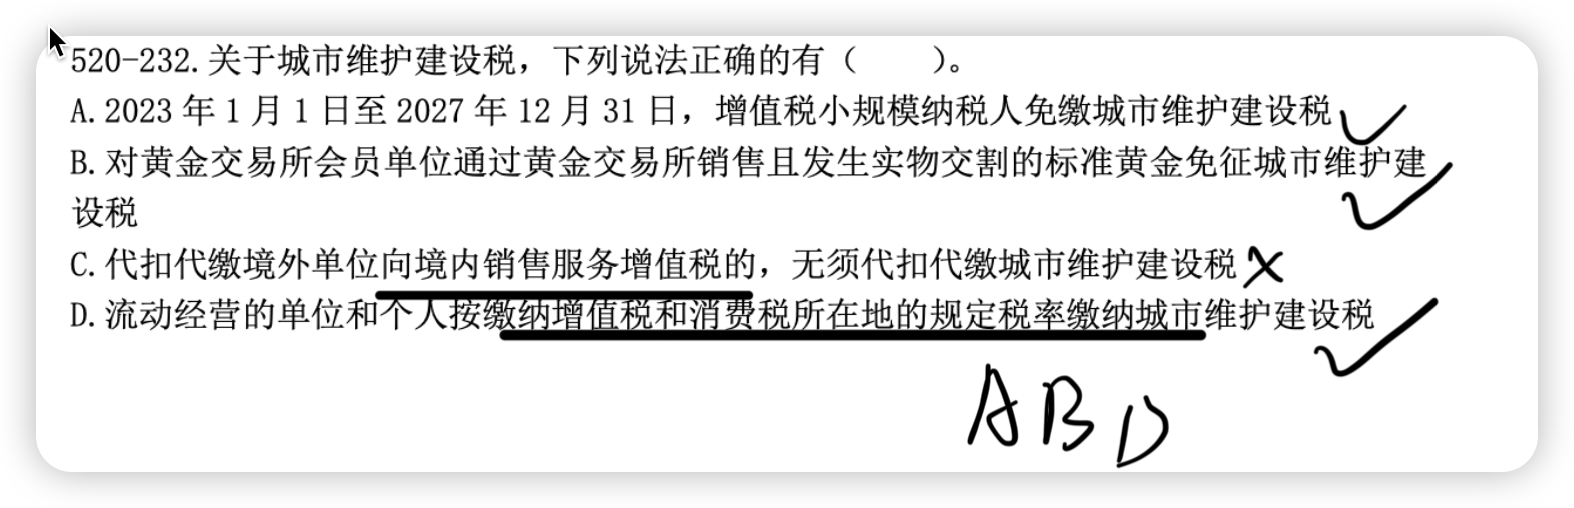 520-232. 关于城市维护建设税，下列说法正确的有（　　）。
A. 2023 年 1 月 1 日至 2027 年 12 月 31 日，增值税小规模纳税人免缴城市维护建设税
B. 对黄金交易所会员单位通过黄金交易所销售且发生实物交割的标准黄金免征城市维护建
设税
C. 代扣代缴境外单位向境内销售服务增值税的，无须代扣代缴城市维护建设税
D. 流动经营的单位和个人按缴纳增值税和消费税所在地的规定税率缴纳城市维护建设税
ABD